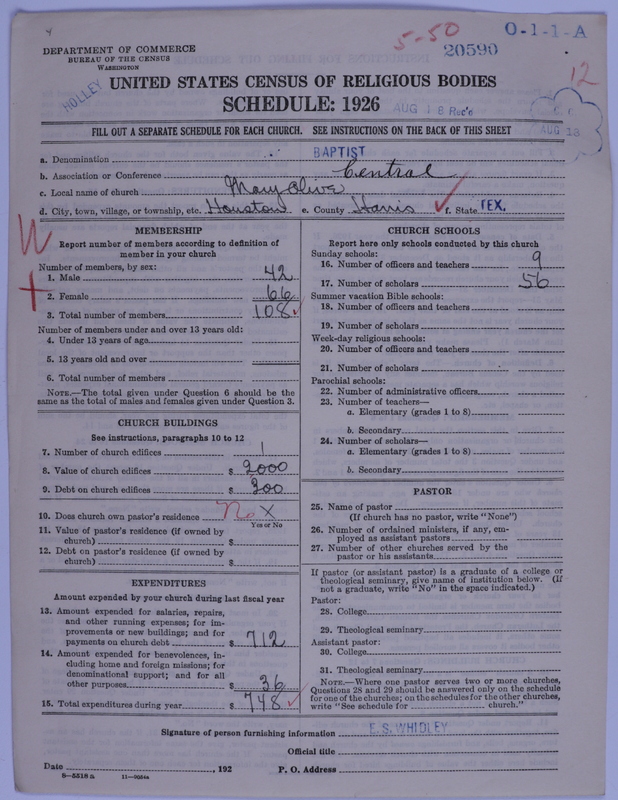 4
5-50
0-1-1-A
DEPARTMENT OF COMMERCE
BUREAU OF THE CENSUS
WASHINGTON
20590
12
HOLLEY
UNITED STATES CENSUS OF RELIGIOUS BODIES
SCHEDULE: 1926
AUG 18 Rec'd
AUG 18
FILL OUT A SEPARATE SCHEDULE FOR EACH CHURCH. SEE INSTRUCTIONS ON THE BACK OF THIS SHEET
a. Denomination BAPTIST
b. Association or Conference Central
c. Local name of church Mary Olive
d. City, town, village, or township, etc. Houston e. County Harris f. State TEX.
W
MEMBERSHIP
Report number of members according to definition of
member in your church
Number of members, by sex:
1. Male 42
2. Female 66
3. Total number of members 108
Number of members under and over 13 years old:
4. Under 13 years of age
5. 13 years old and over
6. Total number of members
NOTE.—The total given under Question 6 should be the
same as the total of males and females given under Question 3.
CHURCH BUILDINGS
See instructions, paragraphs 10 to 12
7. Number of church edifices 1
8. Value of church edifices $ 2000
9. Debt on church edifices $ 300
10. Does church own pastor's residence No X
Yes or No
11. Value of pastor's residence (if owned by
church) $
12. Debt on pastor's residence (if owned by
church) $
EXPENDITURES
Amount expended by your church during last fiscal year
13. Amount expended for salaries, repairs,
and other running expenses; for im-
provements or new buildings; and for
payments on church debt $ 712
14. Amount expended for benevolences, in-
cluding home and foreign missions; for
denominational support; and for all
other purposes $ 36
15. Total expenditures during year $ 748
CHURCH SCHOOLS
Report here only schools conducted by this church
Sunday schools:
16. Number of officers and teachers 9
17. Number of scholars 56
Summer vacation Bible schools:
18. Number of officers and teachers
19. Number of scholars
Week-day religious schools:
20. Number of officers and teachers
21. Number of scholars
Parochial schools:
22. Number of administrative officers
23. Number of teachers—
a. Elementary (grades 1 to 8)
b. Secondary
24. Number of scholars—
a. Elementary (grades 1 to 8)
b. Secondary
PASTOR
25. Name of pastor
(If church has no pastor, write "None")
26. Number of ordained ministers, if any, em-
ployed as assistant pastors
27. Number of other churches served by the
pastor or his assistants
If pastor (or assistant pastor) is a graduate of a college or
theological seminary, give name of institution below. (If
not a graduate, write "No" in the space indicated.)
Pastor:
28. College
29. Theological seminary
Assistant pastor:
30. College
31. Theological seminary
NOTE.—Where one pastor serves two or more churches,
Questions 28 and 29 should be answered only on the schedule
for one of the churches; on the schedules for the other churches,
write "See schedule for church."
Signature of person furnishing information E. S. WHIDLEY
Official title
Date , 192 P. O. Address
8-5518 a 11-9024a